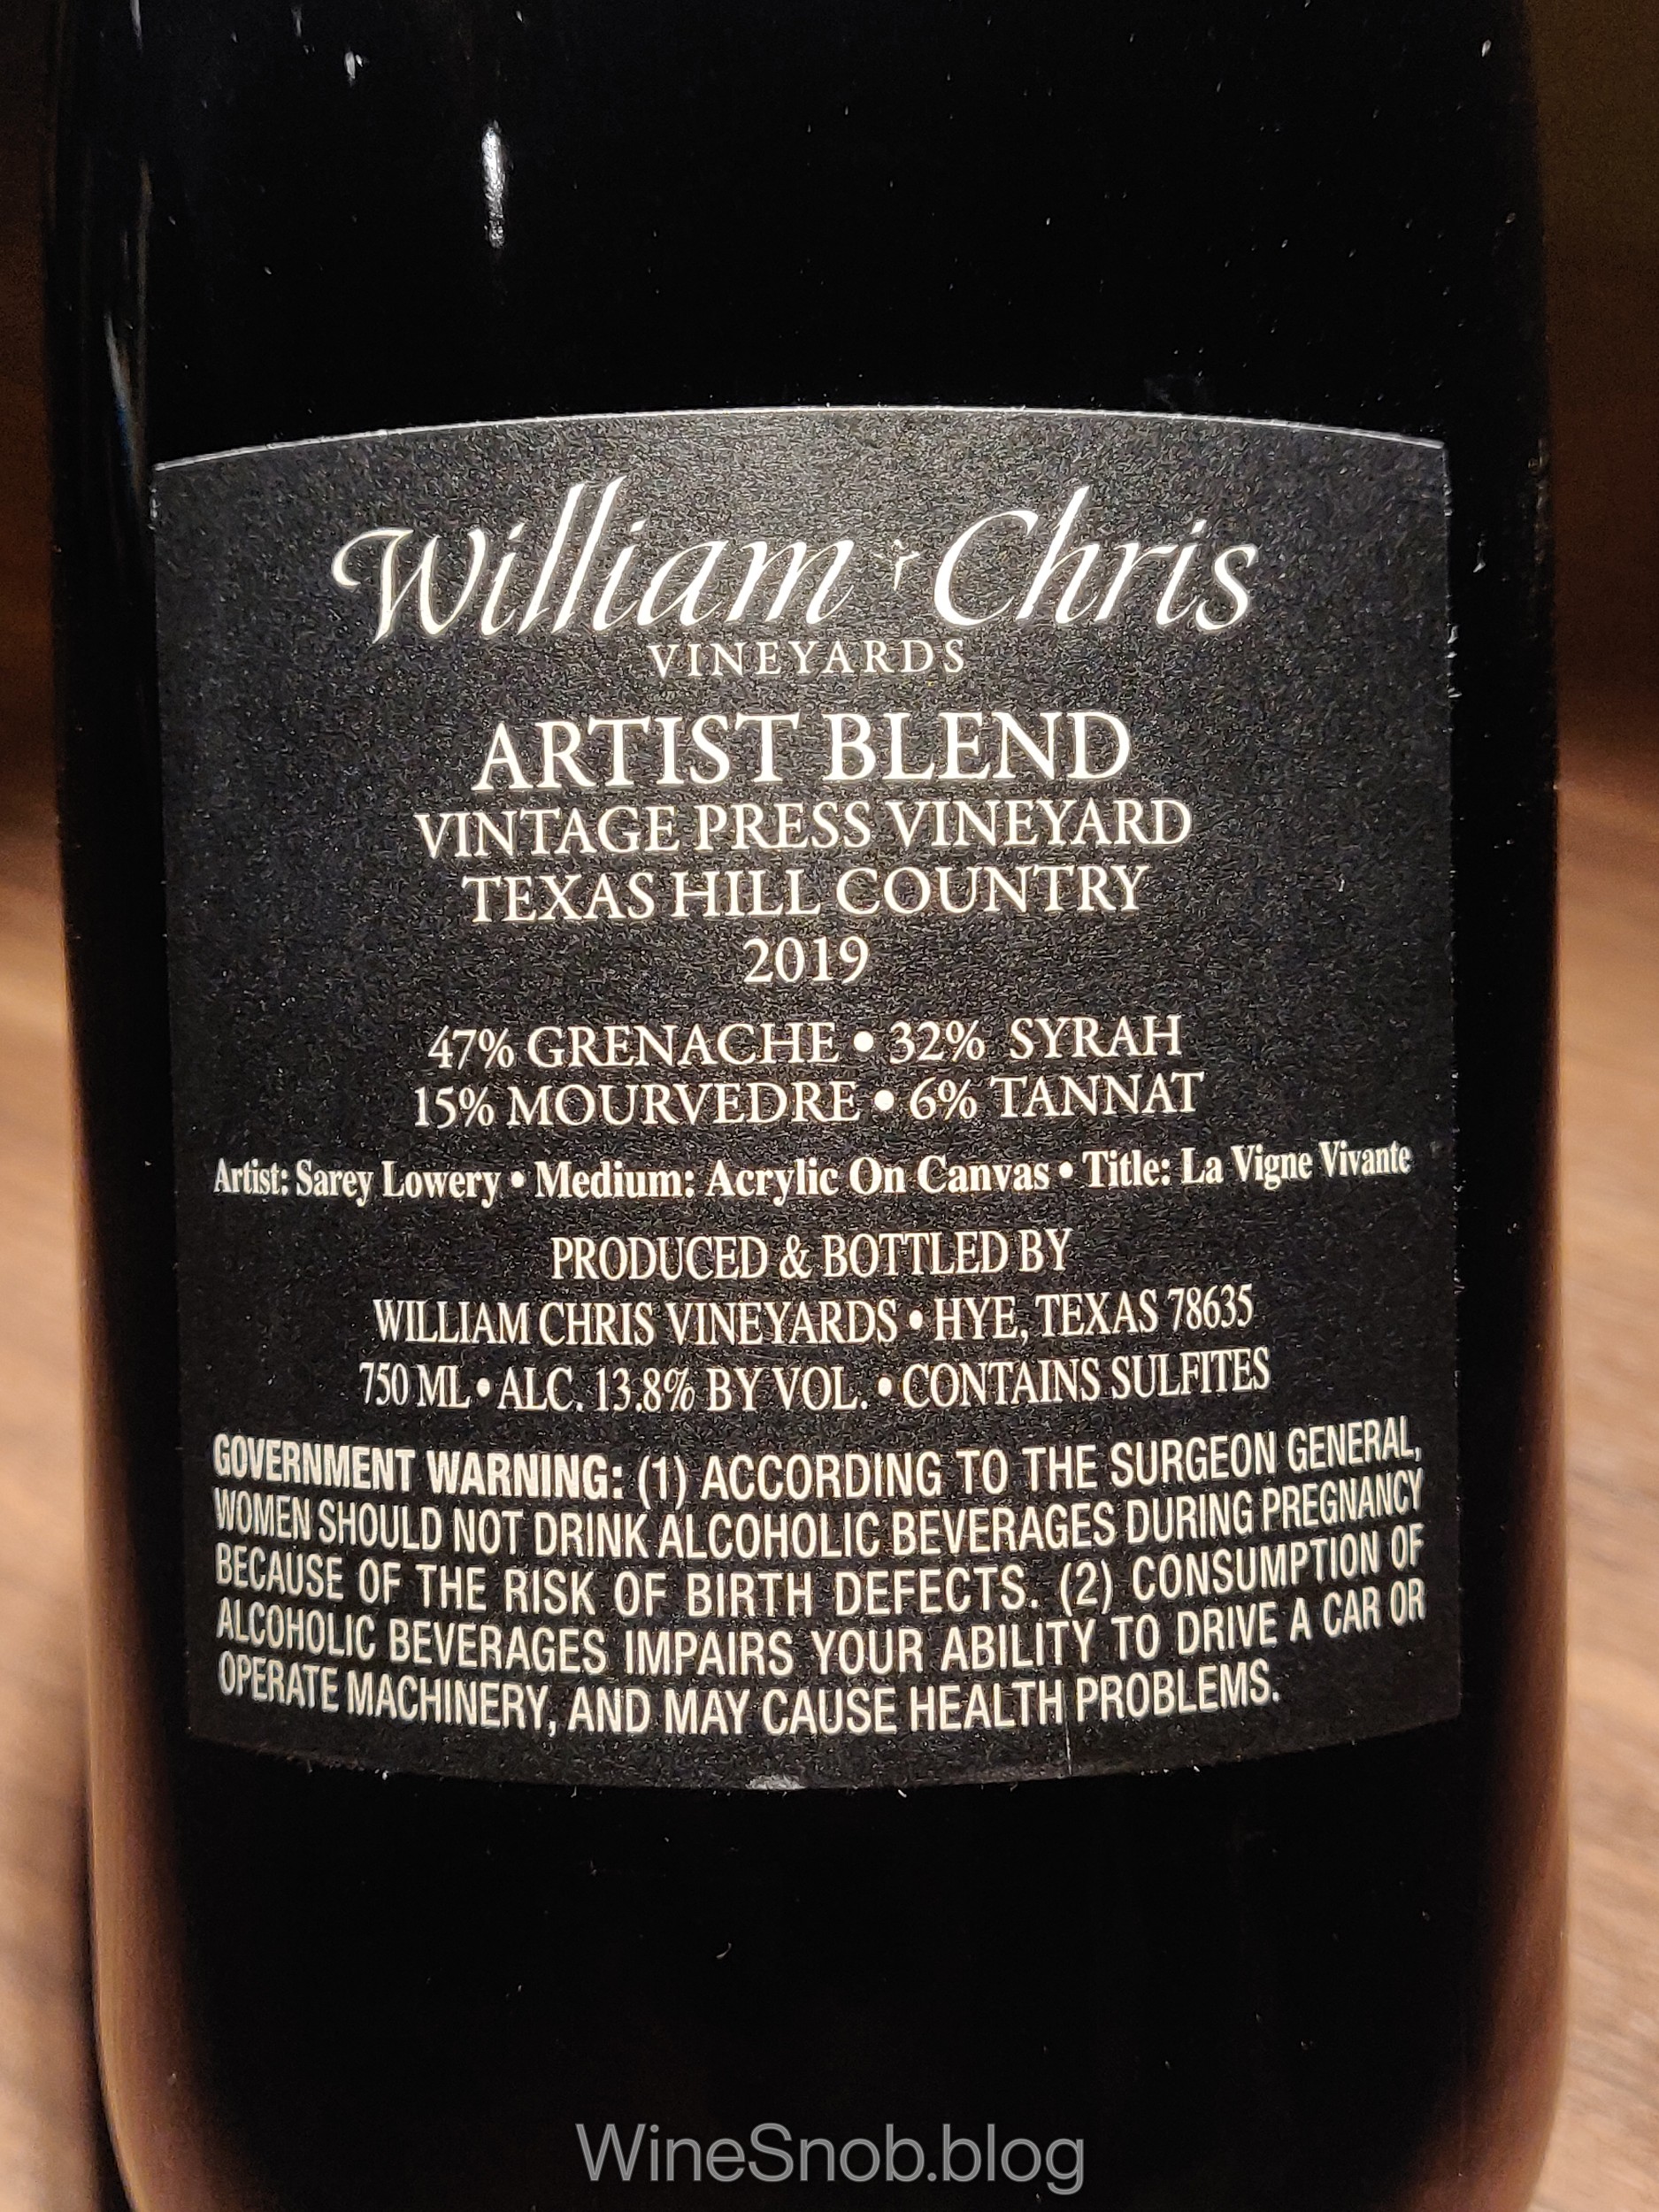 William Chris
VINEYARDS
ARTIST BLEND
VINTAGE PRESS VINEYARD
TEXAS HILL COUNTRY
2019
47% GRENACHE • 32% SYRAH
15% MOURVEDRE • 6% TANNAT
Artist: Sarey Lowery • Medium: Acrylic On Canvas • Title: La Vigne Vivante
PRODUCED & BOTTLED BY
WILLIAM CHRIS VINEYARDS • HYE, TEXAS 78635
750 ML • ALC. 13.8% BY VOL. • CONTAINS SULFITES
GOVERNMENT WARNING: (1) ACCORDING TO THE SURGEON GENERAL,
WOMEN SHOULD NOT DRINK ALCOHOLIC BEVERAGES DURING PREGNANCY
BECAUSE OF THE RISK OF BIRTH DEFECTS. (2) CONSUMPTION OF
ALCOHOLIC BEVERAGES IMPAIRS YOUR ABILITY TO DRIVE A CAR OR
OPERATE MACHINERY, AND MAY CAUSE HEALTH PROBLEMS.
WineSnob.blog